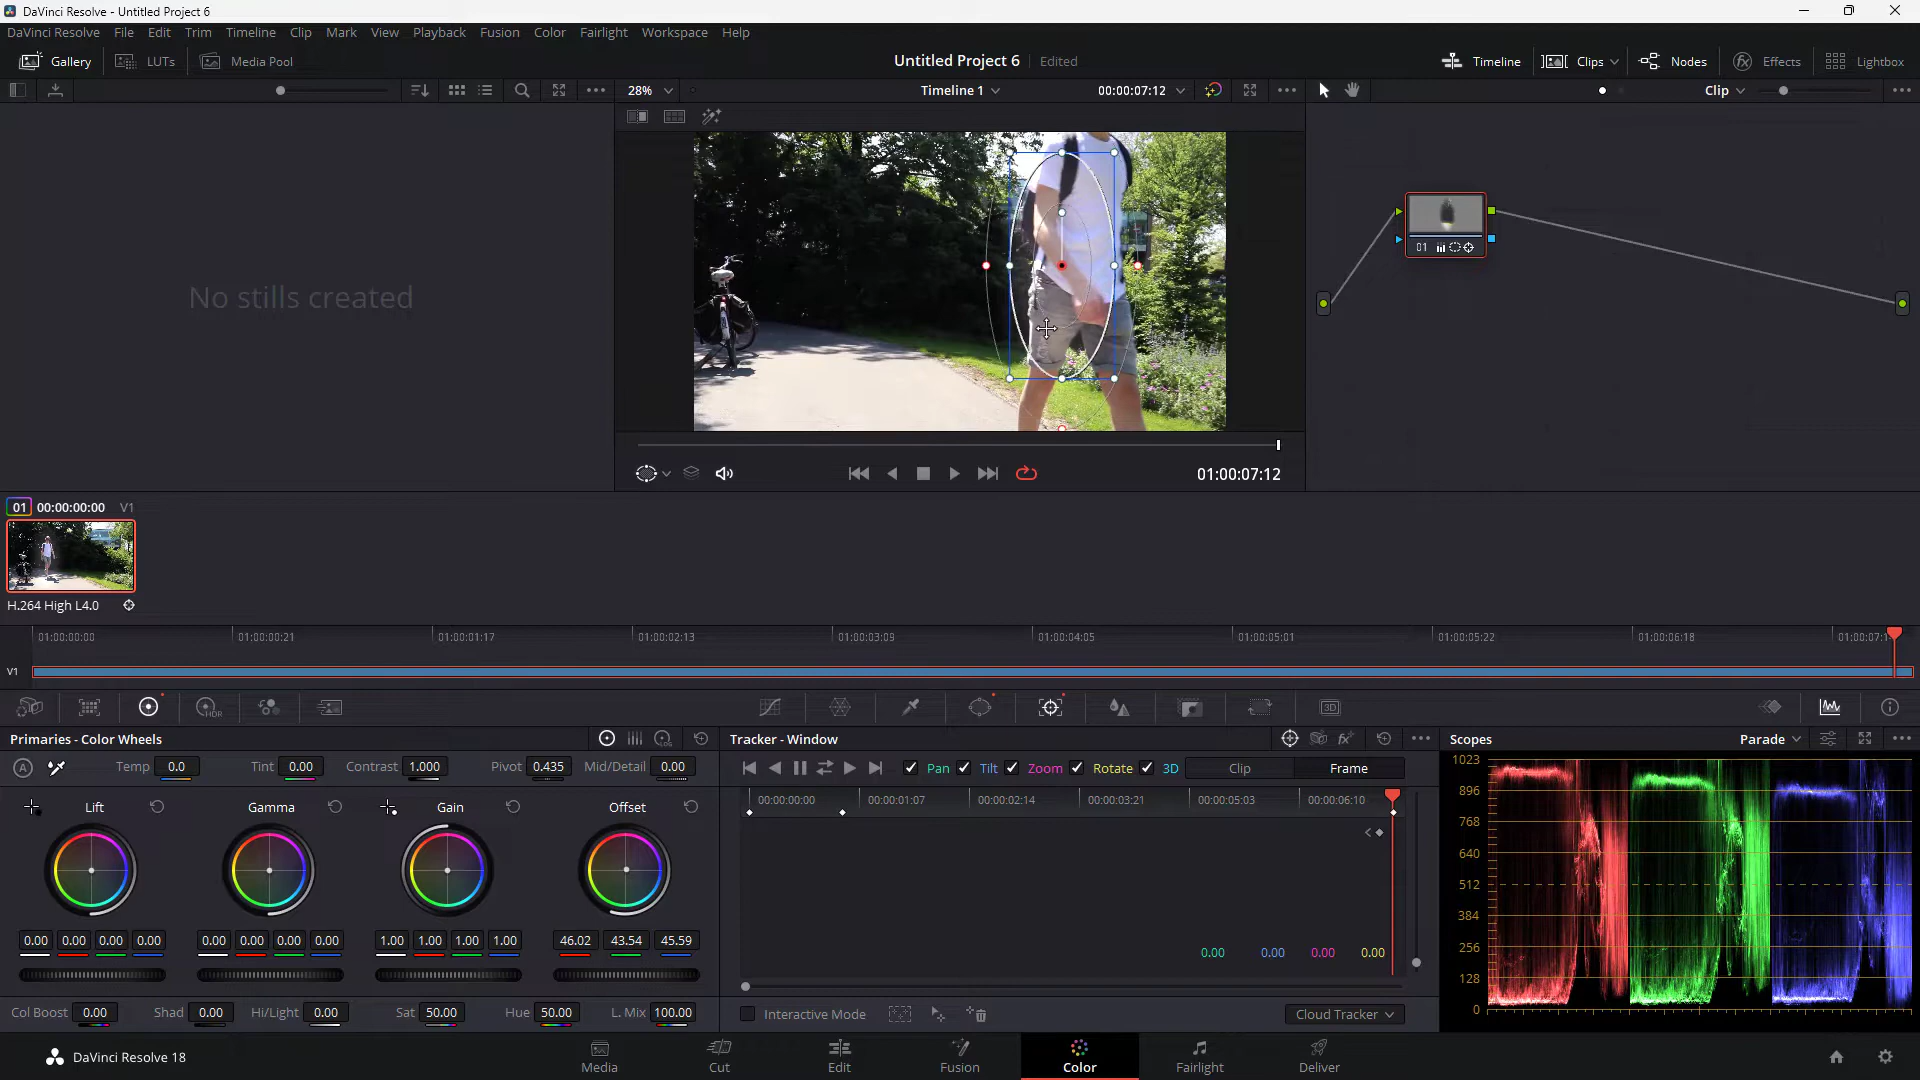 DaVinci Resolve - Untitled Project 6
DaVinci Resolve File Edit Trim Timeline Clip Mark View Playback Fusion Color Fairlight Workspace Help
Gallery LUTs Media Pool Untitled Project 6 Edited Timeline Clips Nodes Effects Lightbox
28% Timeline 1 00:00:07:12 Clip
No stills created
01
01:00:07:12
01 00:00:00:00 V1
H.264 High L4.0
01:00:00:00 01:00:00:21 01:00:01:17 01:00:02:13 01:00:03:09 01:00:04:05 01:00:05:01 01:00:05:22 01:00:06:18 01:00:07:1
V1
HDR 3D
Primaries - Color Wheels LOG Tracker - Window Scopes Parade
A Temp 0.0 Tint 0.00 Contrast 1.000 Pivot 0.435 Mid/Detail 0.00
Pan Tilt Zoom Rotate 3D Clip Frame
Lift Gamma Gain Offset
00:00:00:00 00:00:01:07 00:00:02:14 00:00:03:21 00:00:05:03 00:00:06:10
0.00 0.00 0.00 0.00 0.00 0.00 0.00 0.00 1.00 1.00 1.00 1.00 46.02 43.54 45.59
0.00 0.00 0.00 0.00
Col Boost 0.00 Shad 0.00 Hi/Light 0.00 Sat 50.00 Hue 50.00 L. Mix 100.00
Interactive Mode Cloud Tracker
1023
896
768
640
512
384
256
128
0
DaVinci Resolve 18 Media Cut Edit Fusion Color Fairlight Deliver